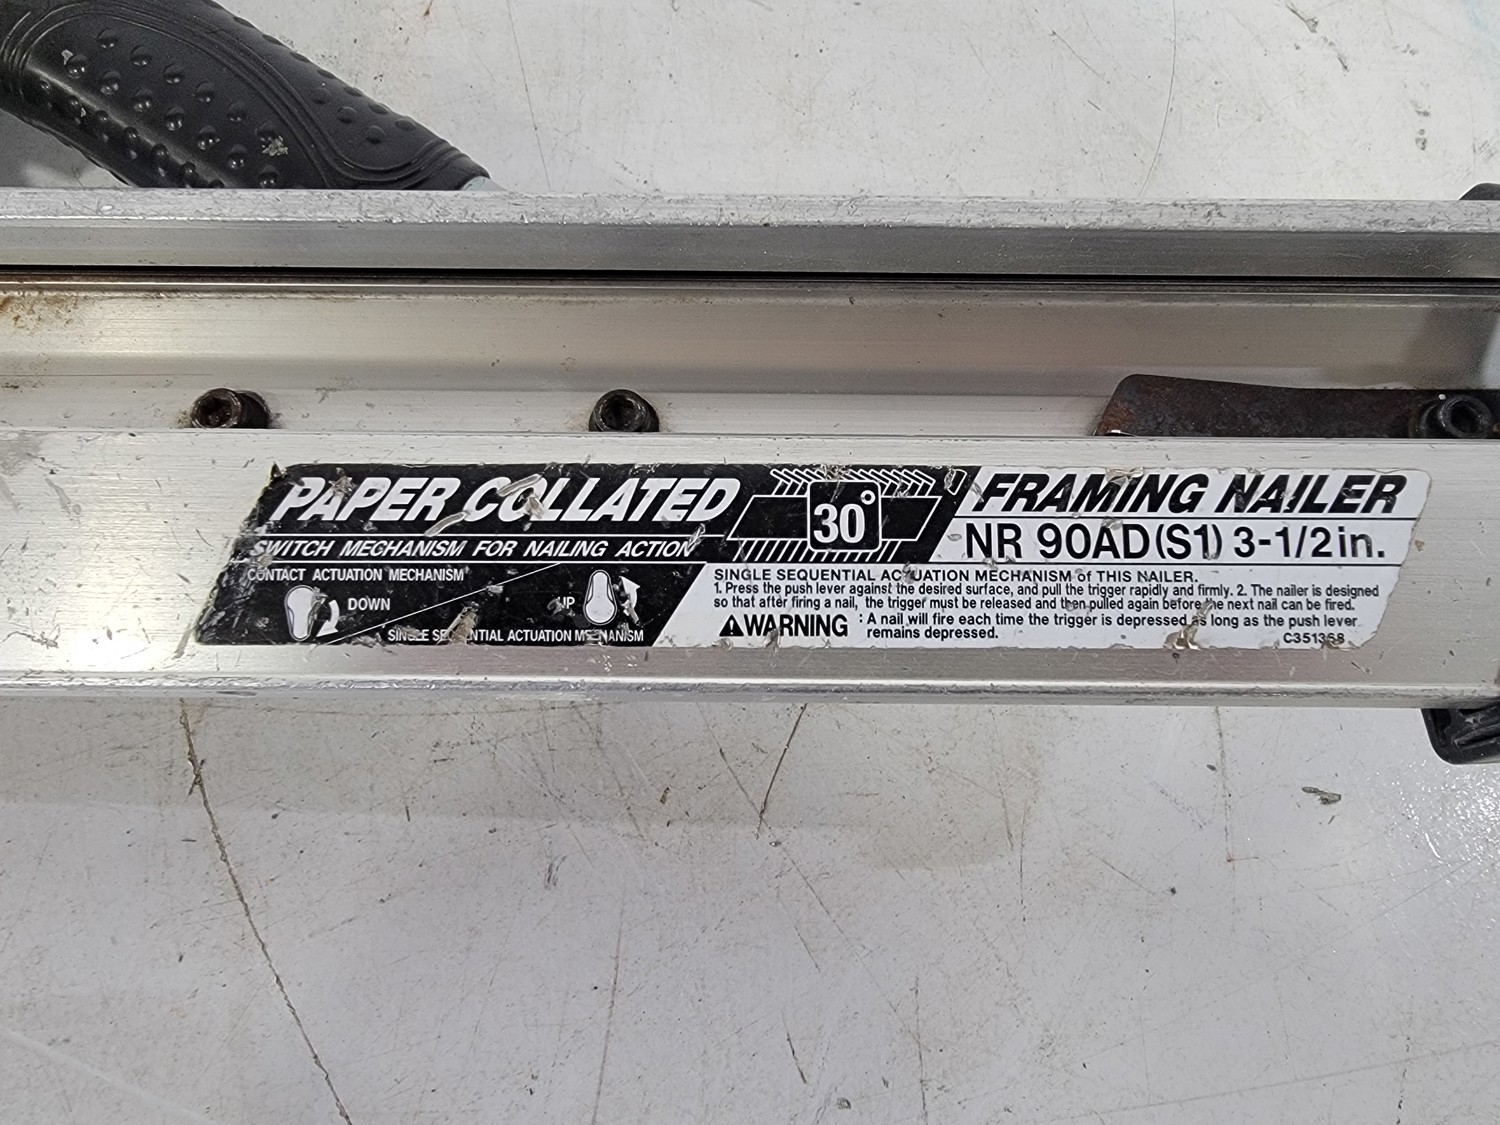 PAPER COLLATED
30°
FRAMING NAILER
NR 90AD(S1) 3-1/2in.
SWITCH MECHANISM FOR NAILING ACTION
CONTACT ACTUATION MECHANISM
DOWN
UP
SINGLE SEQUENTIAL ACTUATION MECHANISM
SINGLE SEQUENTIAL ACTUATION MECHANISM of THIS NAILER.
1. Press the push lever against the desired surface, and pull the trigger rapidly and firmly. 2. The nailer is designed
so that after firing a nail, the trigger must be released and then pulled again before the next nail can be fired.
WARNING : A nail will fire each time the trigger is depressed as long as the push lever
remains depressed.
C351358